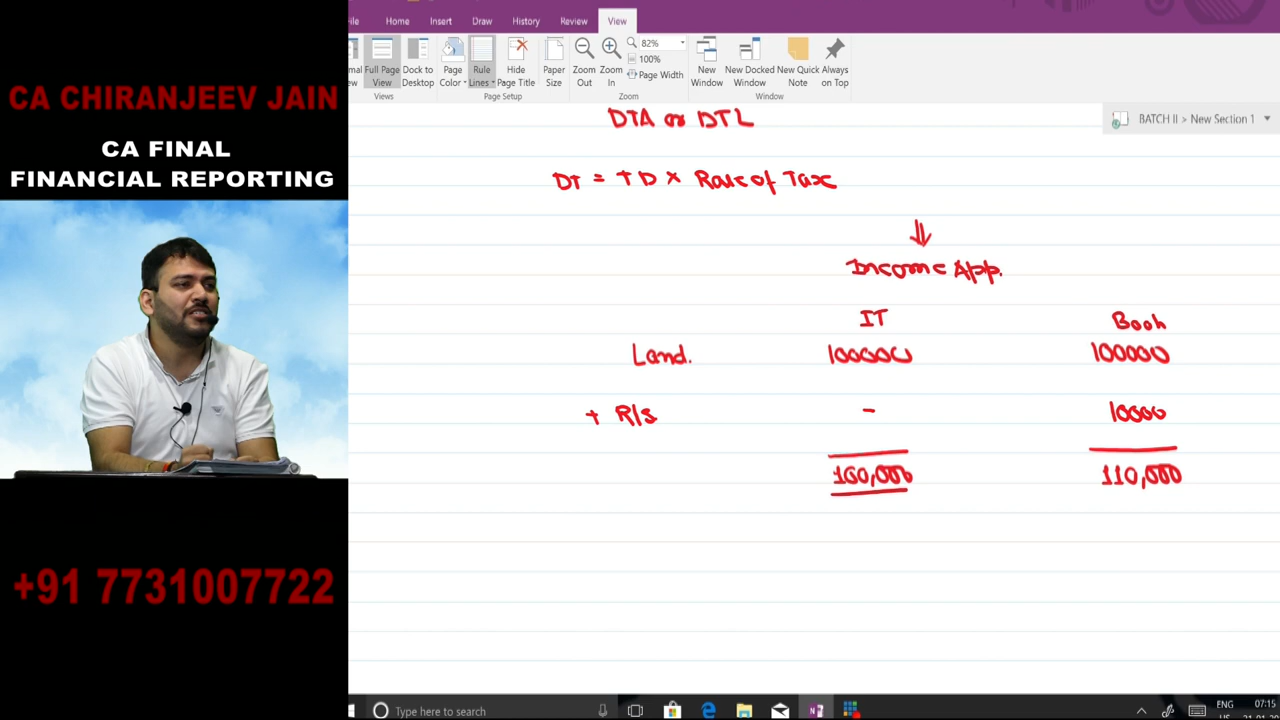 CA CHIRANJEEV JAIN
CA FINAL
FINANCIAL REPORTING
+91 7731007722
Home Insert Draw History Review View
Full Page View
Dock to Desktop
Views
Page Color
Rule Lines
Hide Page Title
Paper Size
Page Setup
Zoom Out
Zoom In
82%
100%
Page Width
Zoom
New Window
New Docked Window
New Quick Note
Always on Top
Window
BATCH II > New Section 1
DTA or DTL
DT = TD × Rate of Tax
⇓
Income App.
IT Book
Land. 100000 100000
+ R/s - 10000
100,000 110,000
Type here to search
ENG 07:15
US